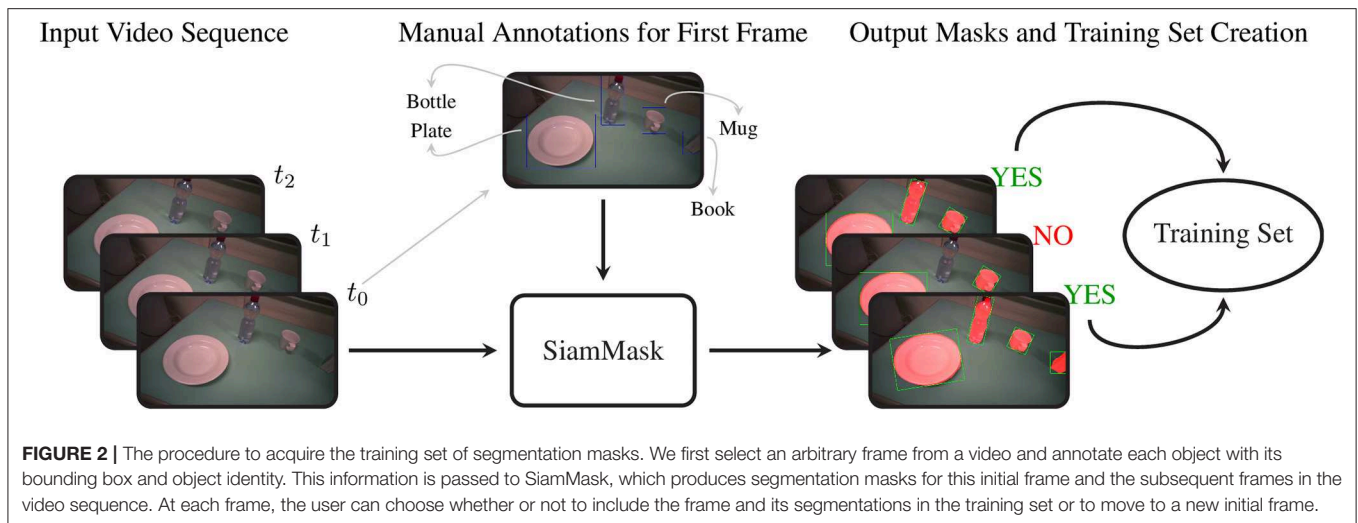 Input Video Sequence
Manual Annotations for First Frame
Output Masks and Training Set Creation
Bottle
Plate
Mug
Book
t₂
t₁
t₀
SiamMask
YES
NO
YES
Training Set
FIGURE 2 | The procedure to acquire the training set of segmentation masks. We first select an arbitrary frame from a video and annotate each object with its
bounding box and object identity. This information is passed to SiamMask, which produces segmentation masks for this initial frame and the subsequent frames in the
video sequence. At each frame, the user can choose whether or not to include the frame and its segmentations in the training set or to move to a new initial frame.